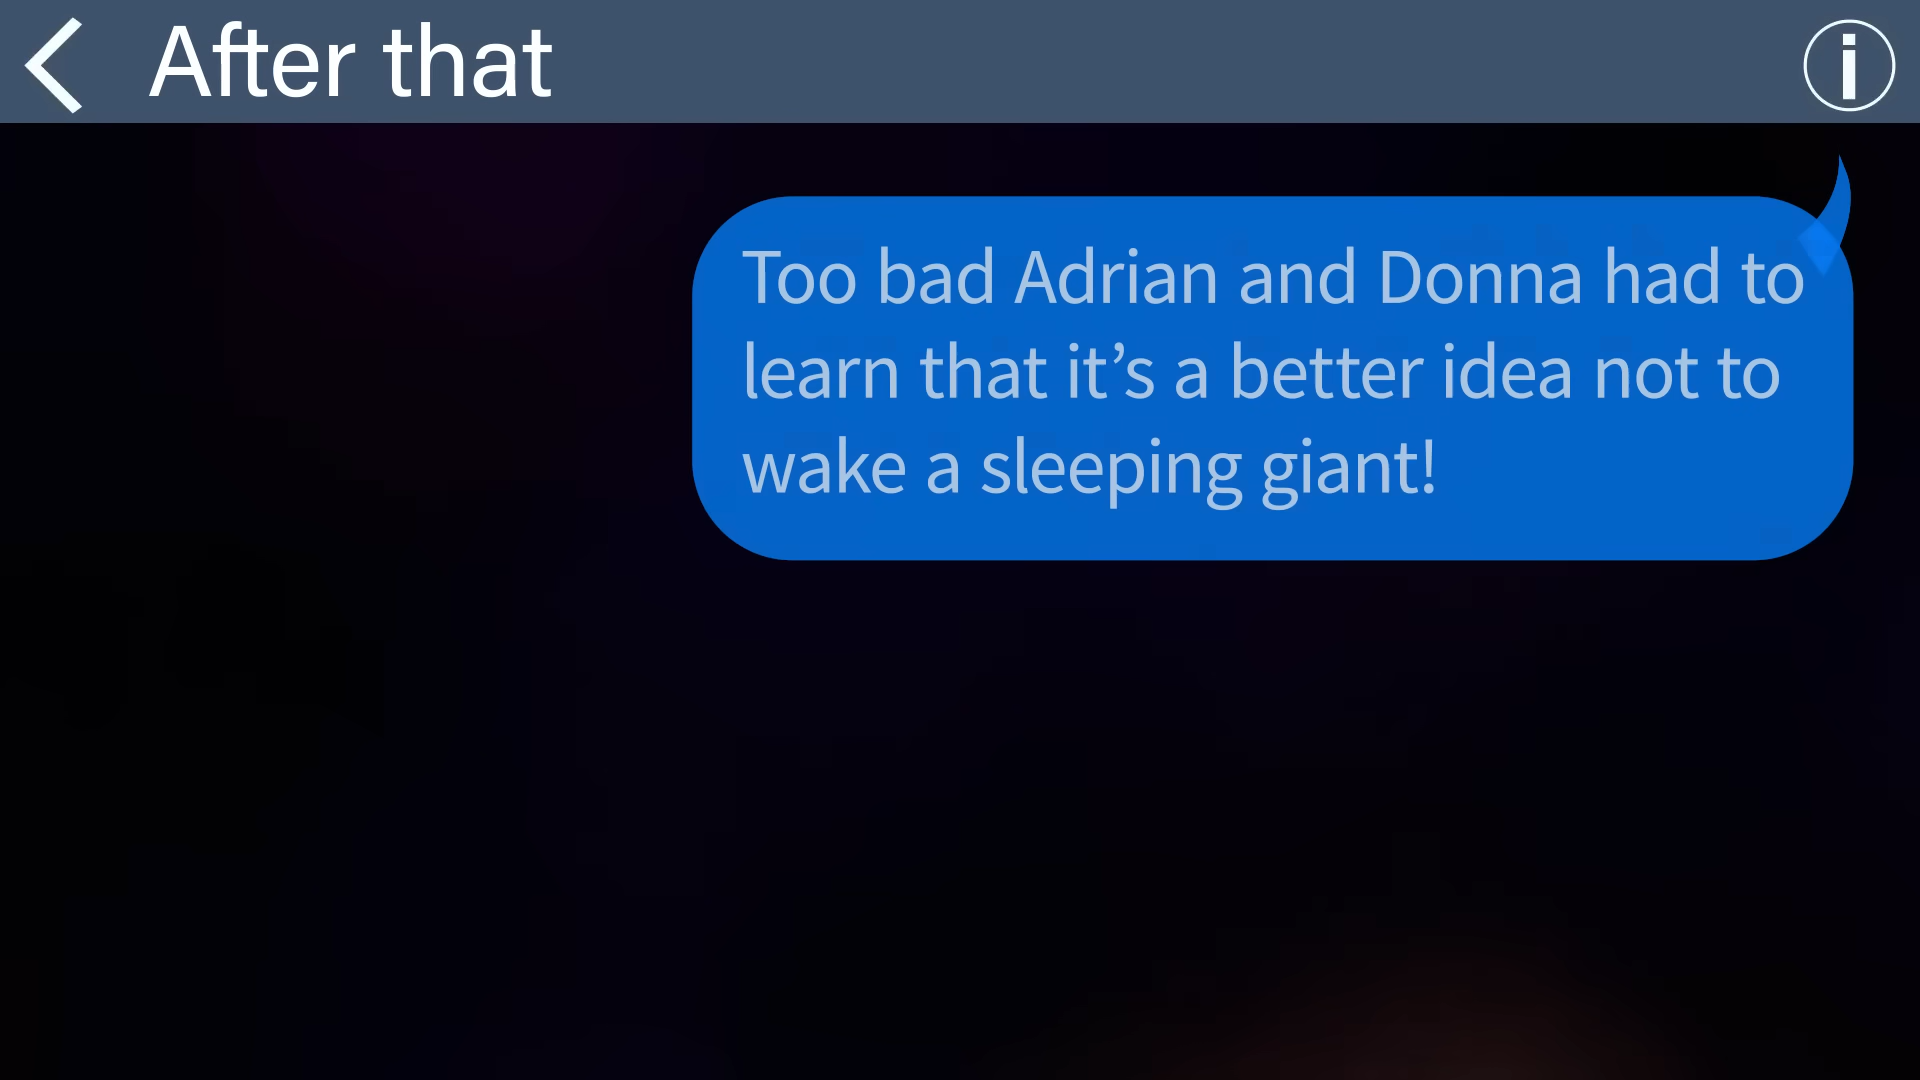 After that
Too bad Adrian and Donna had to
learn that it’s a better idea not to
wake a sleeping giant!